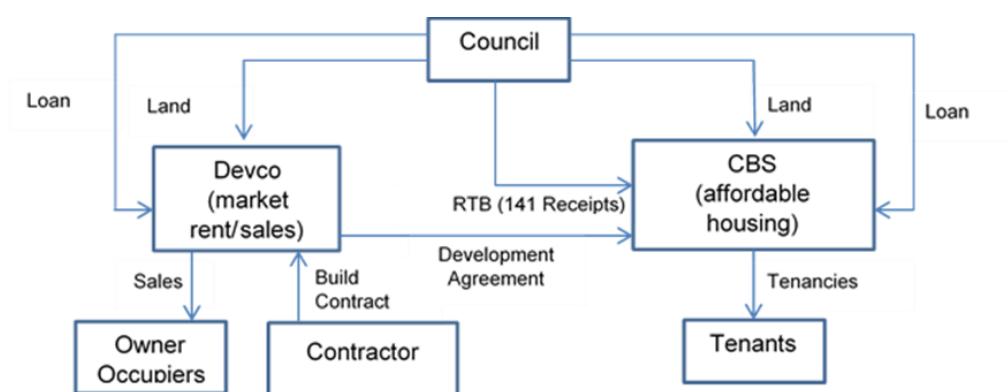 Council
Loan
Land
Land
Loan
Devco
(market
rent/sales)
CBS
(affordable
housing)
RTB (141 Receipts)
Development
Agreement
Sales
Build
Contract
Tenancies
Owner
Occupiers
Contractor
Tenants